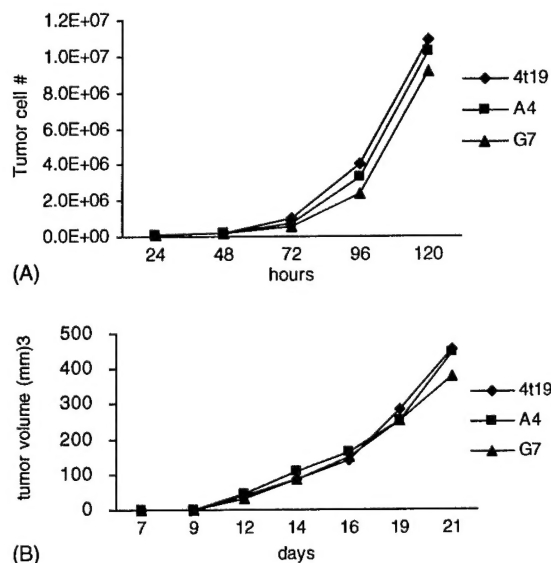 1.2E+07
1.0E+07
8.0E+06
6.0E+06
4.0E+06
2.0E+06
0.0E+00
Tumor cell #
24 48 72 96 120
hours
4t19
A4
G7
(A)
500
400
300
200
100
0
tumor volume (mm)3
7 9 12 14 16 19 21
days
4t19
A4
G7
(B)